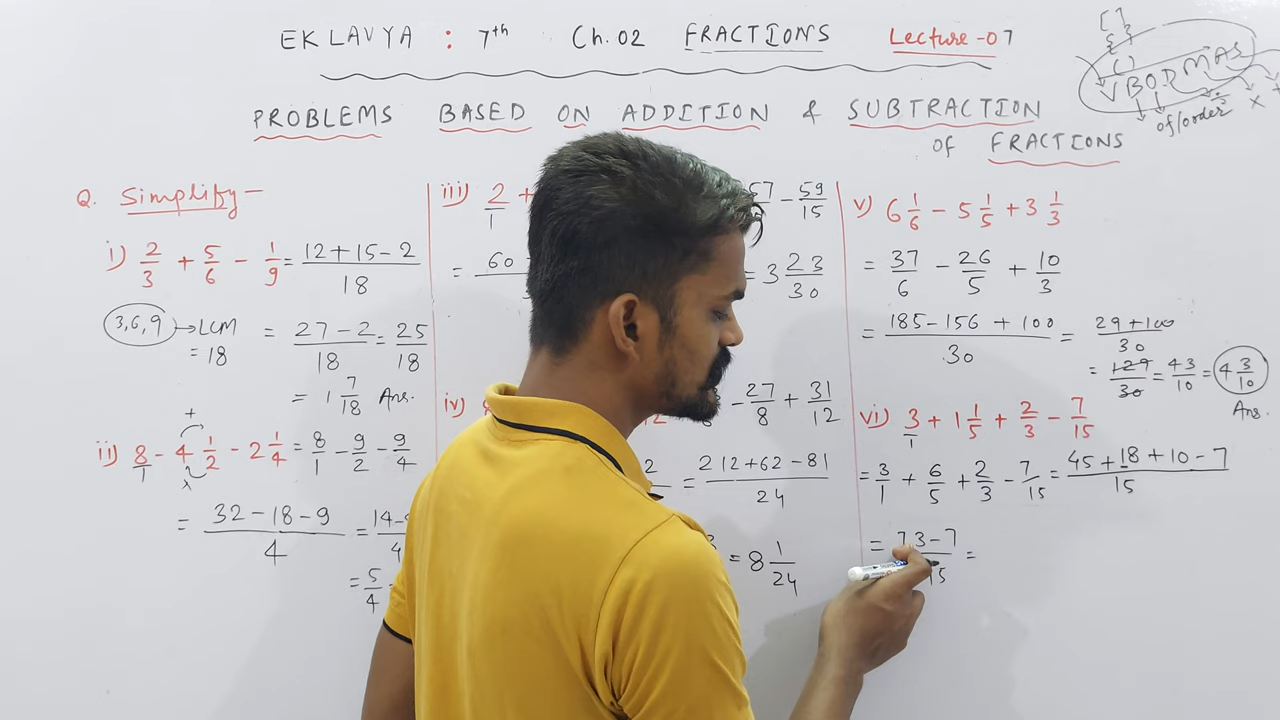 EKLAVYA : 7th Ch.02 FRACTIONS Lecture-07
PROBLEMS BASED ON ADDITION & SUBTRACTION
OF FRACTIONS
[ ]
{ }
( )
VBODMAS
of/order ÷ × +
Q. Simplify-
i) 2/3 + 5/6 - 1/9 = (12+15-2)/18
3,6,9 → LCM = (27-2)/18 = 25/18
= 18
= 1 7/18 Ans.
ii) 8/1 - 4 1/2 - 2 1/4 = 8/1 - 9/2 - 9/4
+
×
= (32-18-9)/4 = 14-
4
= 5/4
iii) 2/1 +
57 - 59/15
= 60
= 3 23/30
iv)
- 27/8 + 31/12
= (212+62-81)/24
= 8 1/24
v) 6 1/6 - 5 1/5 + 3 1/3
= 37/6 - 26/5 + 10/3
= (185-156+100)/30 = (29+100)/30
= 129/30 = 43/10 = 4 3/10
Ans.
vi) 3/1 + 1 1/5 + 2/3 - 7/15
= 3/1 + 6/5 + 2/3 - 7/15 = (45+18+10-7)/15
= (73-7)/15 =